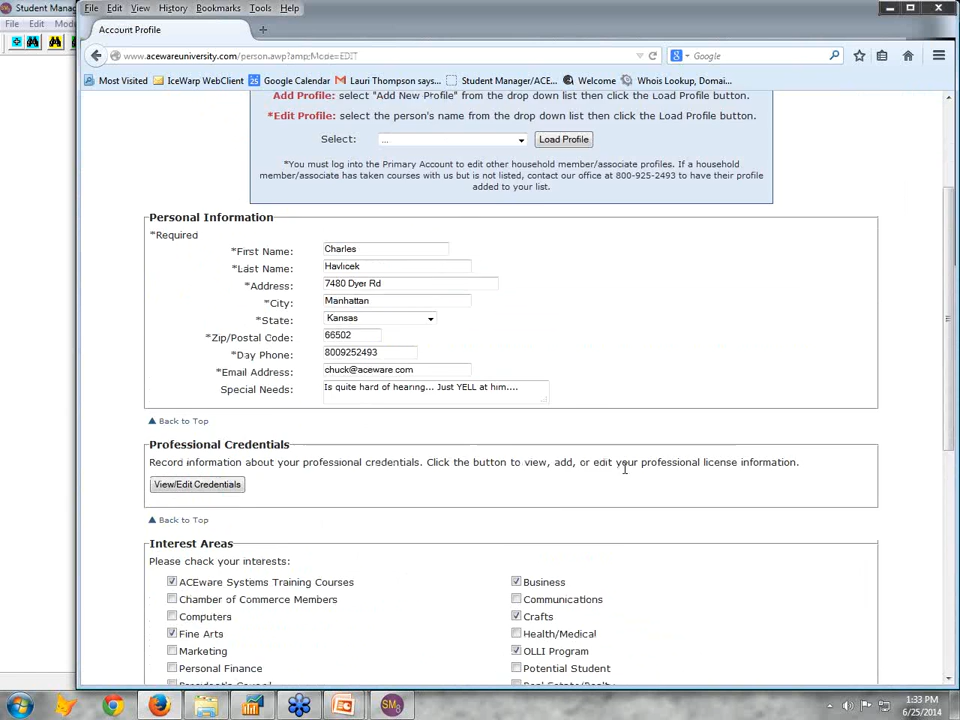 Student Manag
File Edit View History Bookmarks Tools Help
File Edit Mod
Account Profile
www.acewareuniversity.com/person.awp?&Mode=EDIT
Google
Most Visited IceWarp WebClient Google Calendar Lauri Thompson says... Student Manager/ACE... Welcome Whois Lookup, Domai...
Add Profile: select "Add New Profile" from the drop down list then click the Load Profile button.
*Edit Profile: select the person's name from the drop down list then click the Load Profile button.
Select: ... Load Profile
*You must log into the Primary Account to edit other household member/associate profiles. If a household
member/associate has taken courses with us but is not listed, contact our office at 800-925-2493 to have their profile
added to your list.
Personal Information
*Required
*First Name: Charles
*Last Name: Havlicek
*Address: 7480 Dyer Rd
*City: Manhattan
*State: Kansas
*Zip/Postal Code: 66502
*Day Phone: 8009252493
*Email Address: chuck@aceware.com
Special Needs: Is quite hard of hearing... Just YELL at him....
Back to Top
Professional Credentials
Record information about your professional credentials. Click the button to view, add, or edit your professional license information.
View/Edit Credentials
Back to Top
Interest Areas
Please check your interests:
ACEware Systems Training Courses Business
Chamber of Commerce Members Communications
Computers Crafts
Fine Arts Health/Medical
Marketing OLLI Program
Personal Finance Potential Student
1:33 PM
6/25/2014